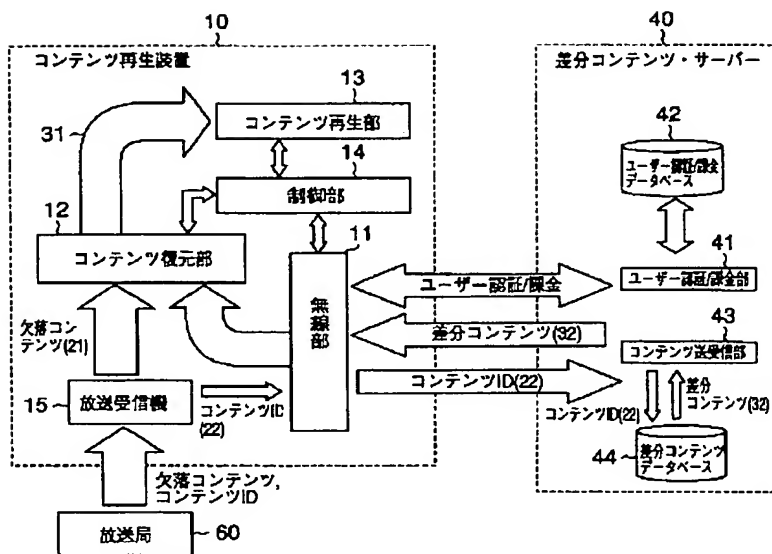 10
コンテンツ再生装置
13
コンテンツ再生部
31
14
制御部
12
コンテンツ復元部
11
無線部
欠落コン
テンツ(21)
15
放送受信機
コンテンツID
(22)
欠落コンテンツ,
コンテンツID
放送局
60
ユーザー認証/課金
差分コンテンツ(32)
コンテンツID(22)
40
差分コンテンツ・サーバー
42
ユーザー認証/課金
データベース
41
ユーザー認証/課金部
43
コンテンツ送受信部
コンテンツID(22)
差分
コンテンツ(32)
44
差分コンテンツ
データベース